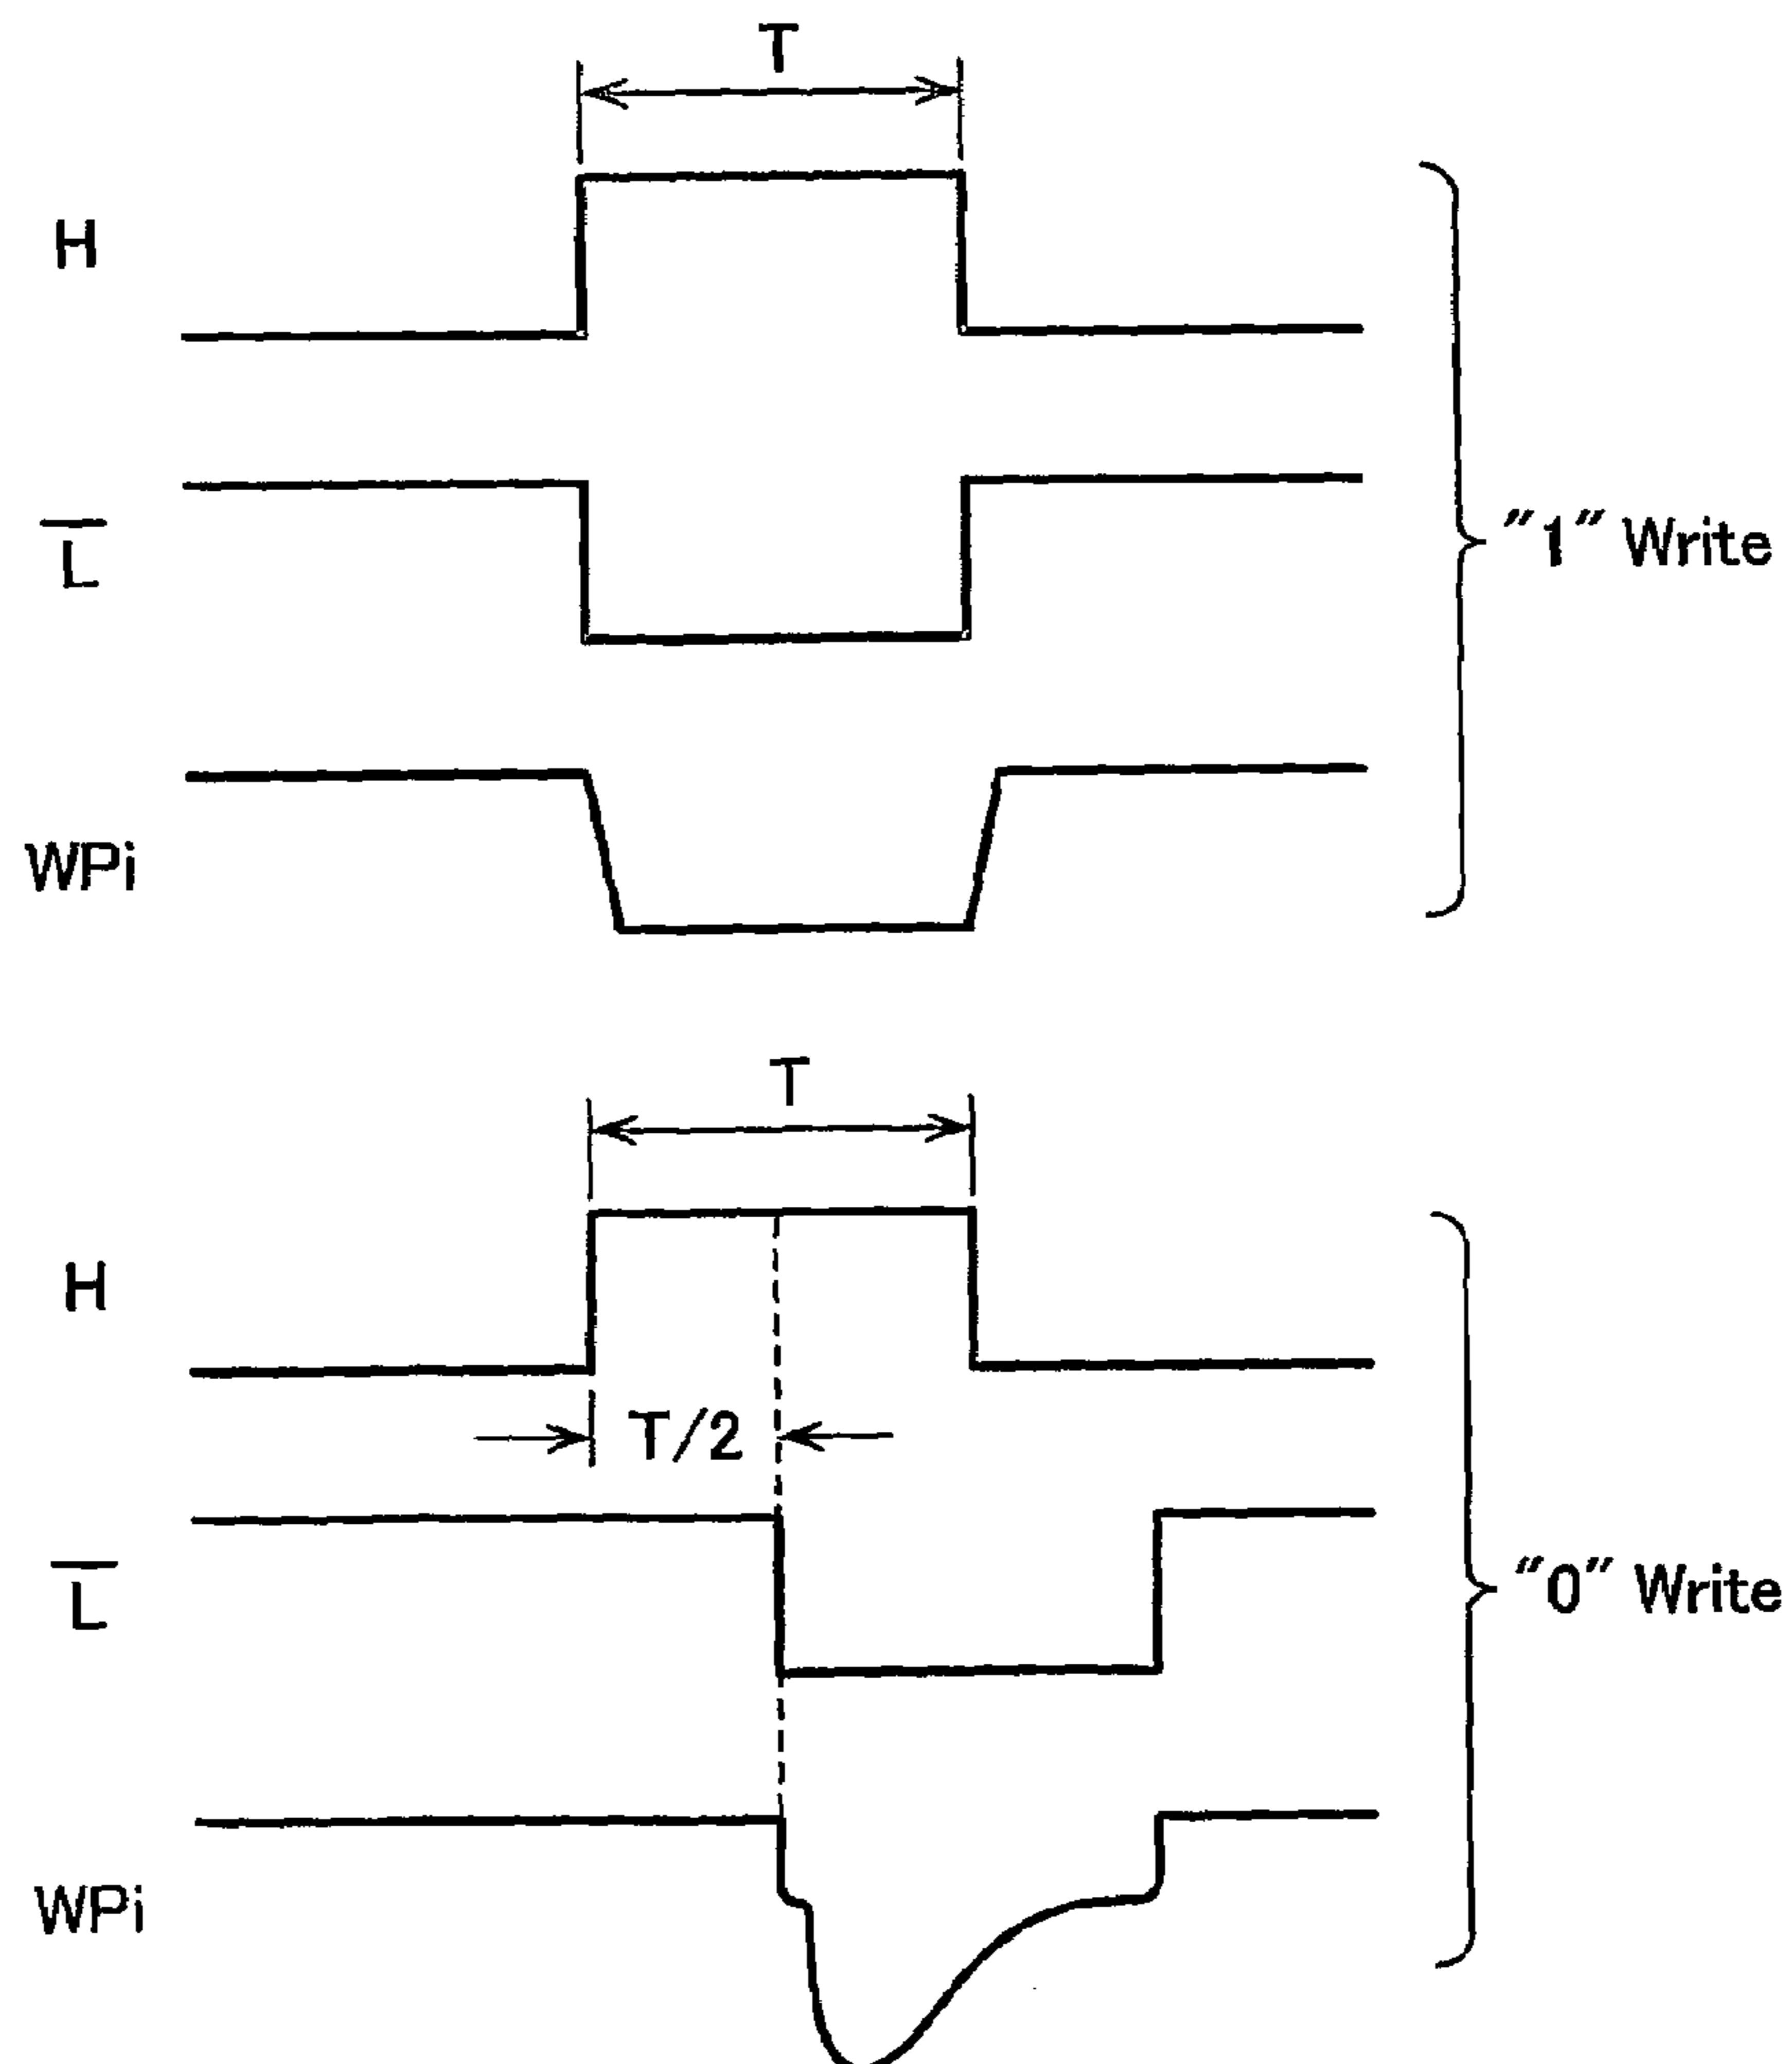 T
H
L̅
"1" Write
WPi
T
H
T/2
L̅
"0" Write
WPi